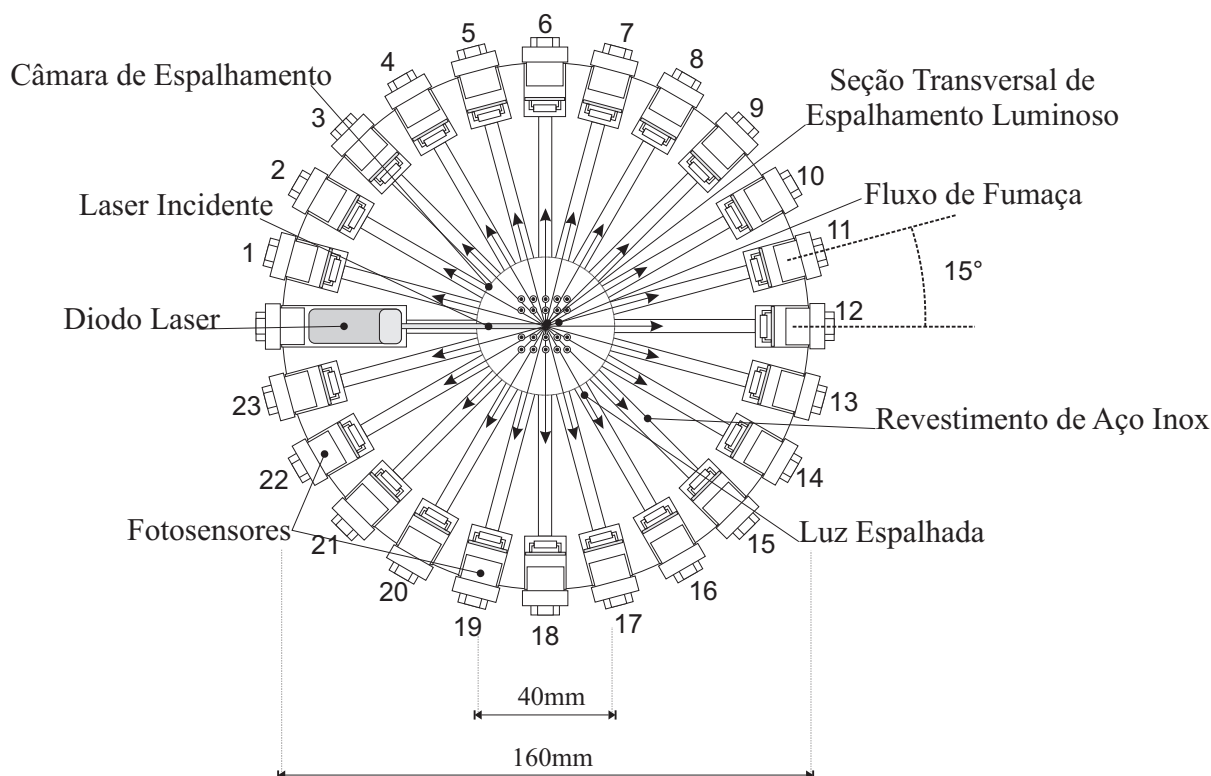 6
5
7
4
8
Câmara de Espalhamento
Seção Transversal de
Espalhamento Luminoso
3
9
2
10
Laser Incidente
Fluxo de Fumaça
1
11
15°
Diodo Laser
12
23
13
Revestimento de Aço Inox
22
14
Fotosensores
21
15
Luz Espalhada
20
16
19
18
17
40mm
160mm